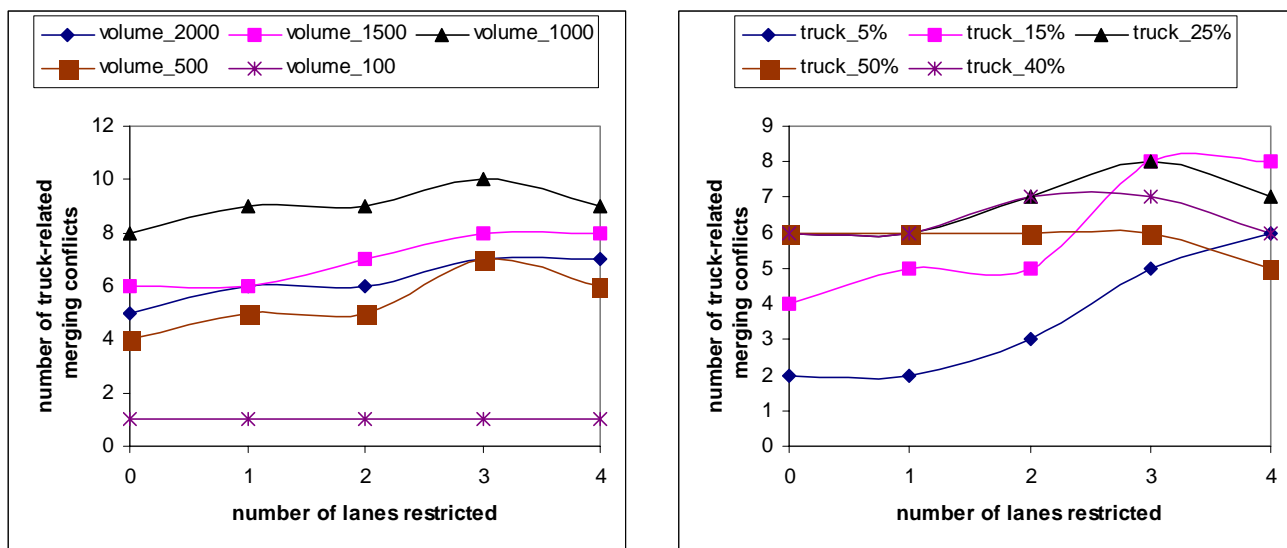 volume_2000 volume_1500 volume_1000
volume_500 volume_100
12
10
8
6
4
2
0
number of truck-related
merging conflicts
0 1 2 3 4
number of lanes restricted
truck_5% truck_15% truck_25%
truck_50% truck_40%
9
8
7
6
5
4
3
2
1
0
number of truck-related
merging conflicts
0 1 2 3 4
number of lanes restricted